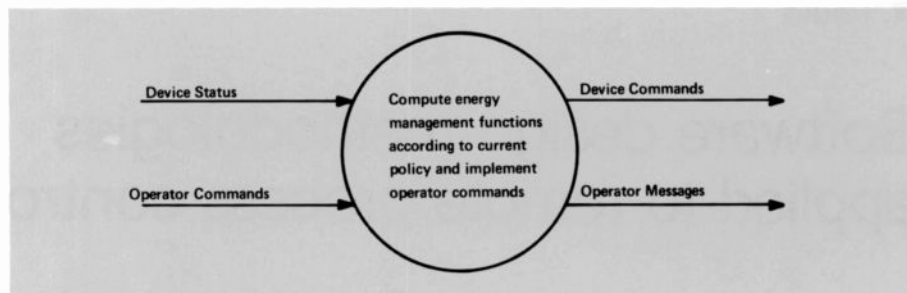 Device Status
Operator Commands
Compute energy
management functions
according to current
policy and implement
operator commands
Device Commands
Operator Messages